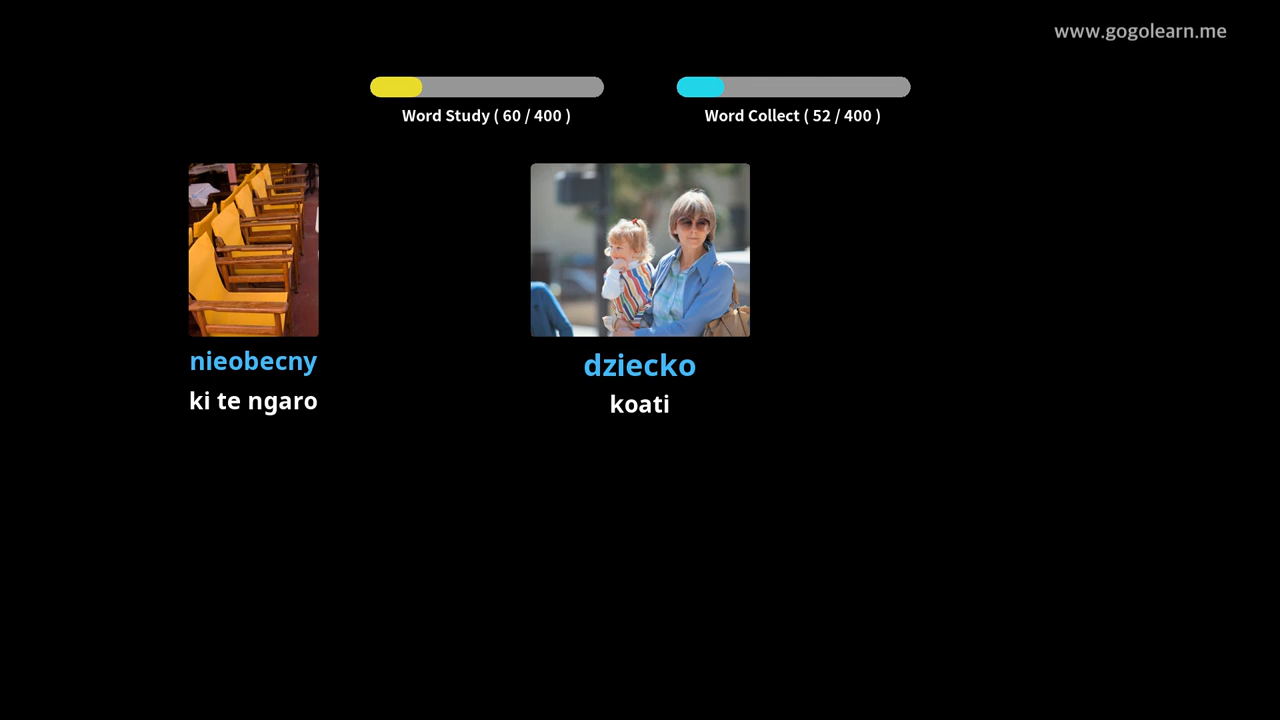 www.gogolearn.me
Word Study ( 60 / 400 )
Word Collect ( 52 / 400 )
nieobecny
ki te ngaro
dziecko
koati